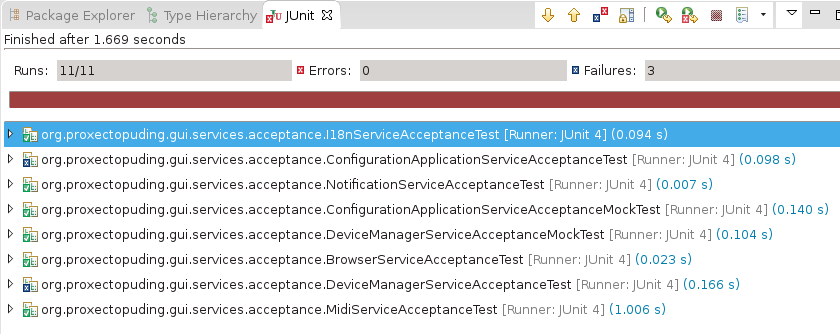 Package Explorer Type Hierarchy JUnit
Finished after 1.669 seconds
Runs: 11/11 Errors: 0 Failures: 3
org.proxectopuding.gui.services.acceptance.I18nServiceAcceptanceTest [Runner: JUnit 4] (0.094 s)
org.proxectopuding.gui.services.acceptance.ConfigurationApplicationServiceAcceptanceTest [Runner: JUnit 4] (0.098 s)
org.proxectopuding.gui.services.acceptance.NotificationServiceAcceptanceTest [Runner: JUnit 4] (0.007 s)
org.proxectopuding.gui.services.acceptance.ConfigurationApplicationServiceAcceptanceMockTest [Runner: JUnit 4] (0.140 s)
org.proxectopuding.gui.services.acceptance.DeviceManagerServiceAcceptanceMockTest [Runner: JUnit 4] (0.104 s)
org.proxectopuding.gui.services.acceptance.BrowserServiceAcceptanceTest [Runner: JUnit 4] (0.023 s)
org.proxectopuding.gui.services.acceptance.DeviceManagerServiceAcceptanceTest [Runner: JUnit 4] (0.166 s)
org.proxectopuding.gui.services.acceptance.MidiServiceAcceptanceTest [Runner: JUnit 4] (1.006 s)